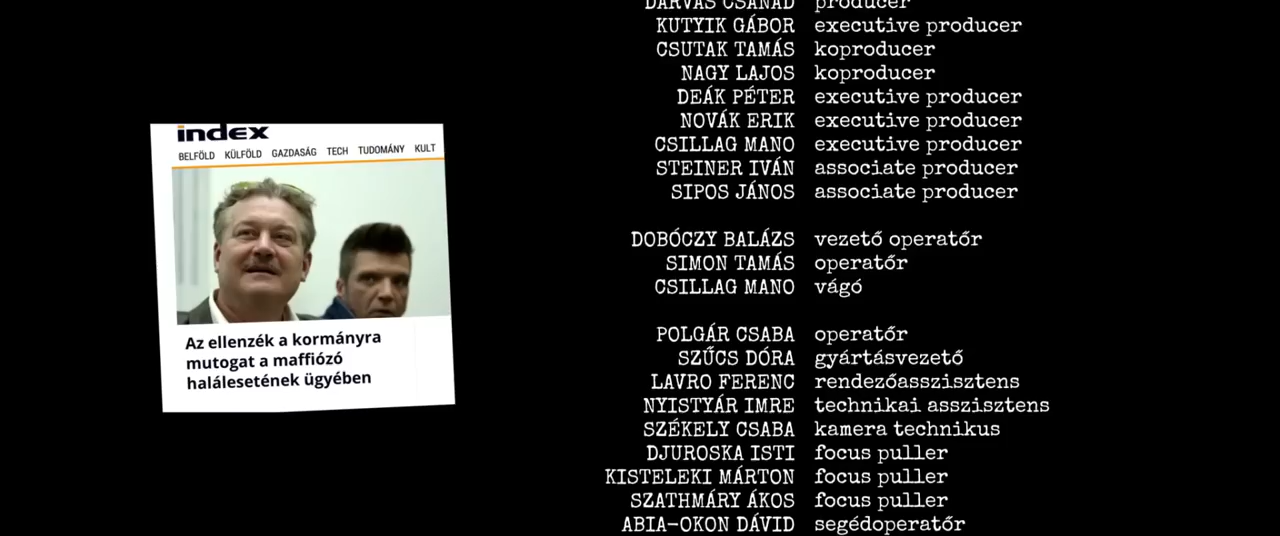 index
BELFÖLD KÜLFÖLD GAZDASÁG TECH TUDOMÁNY KULT
Az ellenzék a kormányra
mutogat a maffiózó
halálesetének ügyében
DARVAS CSANÁD producer
KUTYIK GÁBOR executive producer
CSUTAK TAMÁS koproducer
NAGY LAJOS koproducer
DEÁK PÉTER executive producer
NOVÁK ERIK executive producer
CSILLAG MANO executive producer
STEINER IVÁN associate producer
SIPOS JÁNOS associate producer
DOBÓCZY BALÁZS vezető operatőr
SIMON TAMÁS operatőr
CSILLAG MANO vágó
POLGÁR CSABA operatőr
SZŰCS DÓRA gyártásvezető
LAVRO FERENC rendezőasszisztens
NYISTYÁR IMRE technikai asszisztens
SZÉKELY CSABA kamera technikus
DJUROSKA ISTI focus puller
KISTELEKI MÁRTON focus puller
SZATHMÁRY ÁKOS focus puller
ABIA-OKON DÁVID segédoperatőr